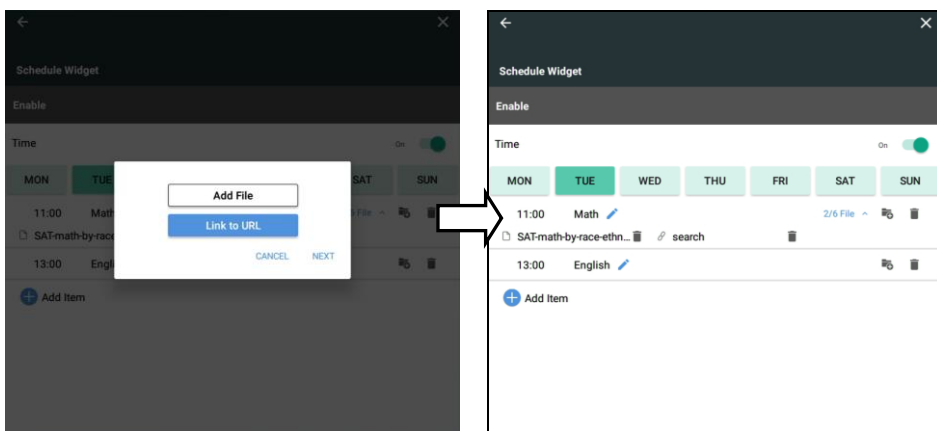 Schedule Widget
Enable
Time On
MON TUE SAT SUN
Add File
Link to URL
CANCEL NEXT
11:00 Math File
SAT-math-by-race
13:00 Engl
Add Item
Schedule Widget
Enable
Time On
MON TUE WED THU FRI SAT SUN
11:00 Math 2/6 File
SAT-math-by-race-ethn... search
13:00 English
Add Item